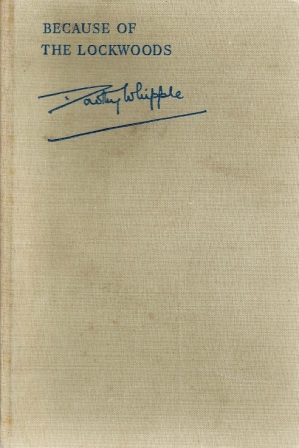 BECAUSE OF
THE LOCKWOODS
Dorothy Whipple